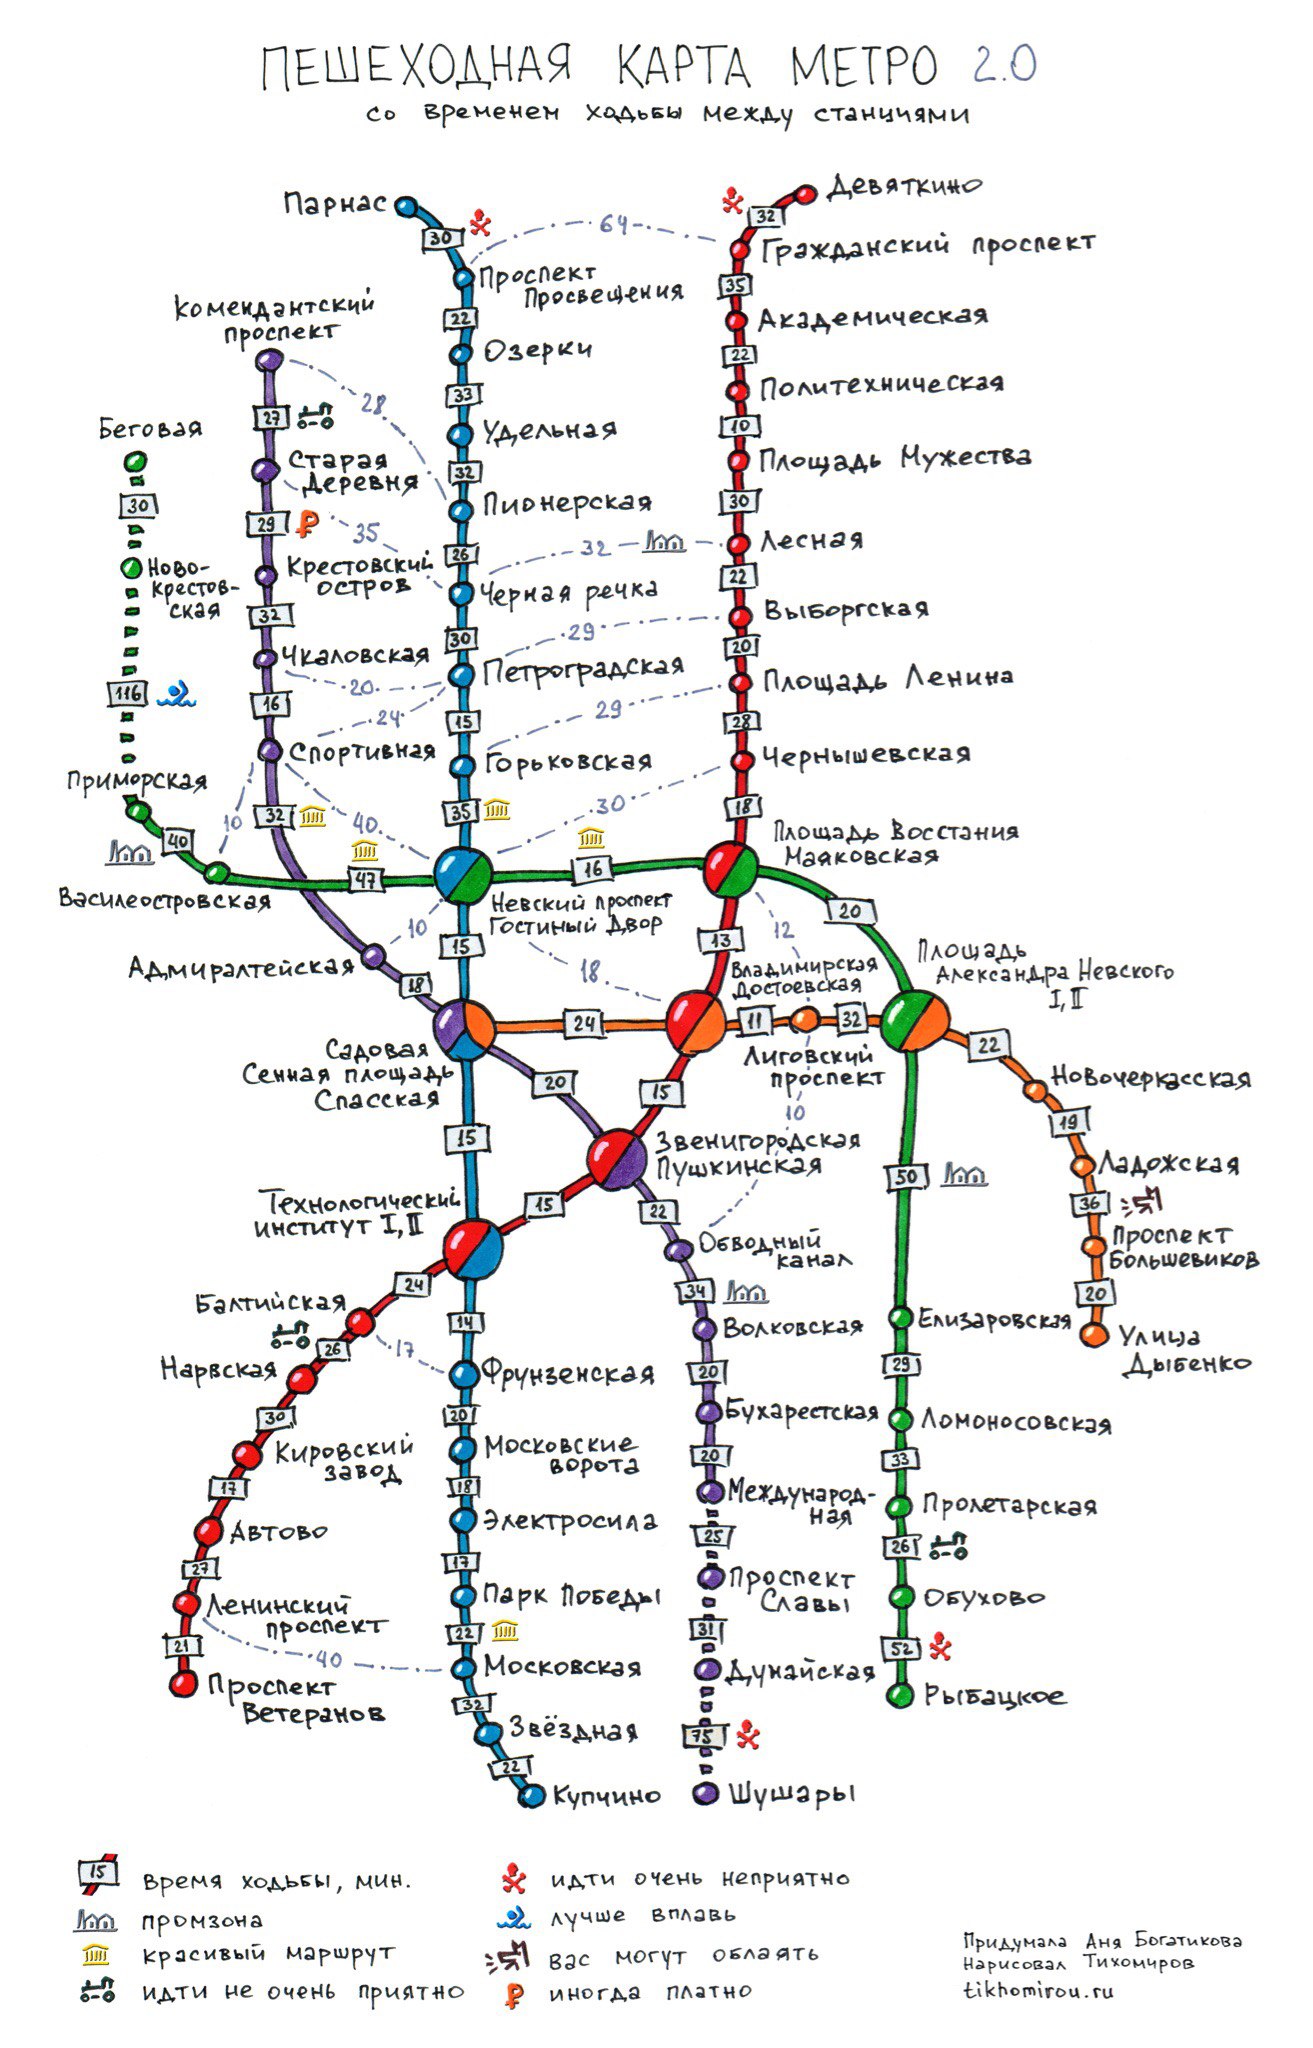 ПЕШЕХОДНАЯ КАРТА МЕТРО 2.0
со временем ходьбы между станциями
Парнас
Девяткино
32
30
64
Гражданский проспект
Проспект
Просвещения
35
Комендантский
проспект
22
Академическая
Озерки
22
28
33
Политехническая
27
10
Беговая
Удельная
Старая
Деревня
32
Площадь Мужества
30
Пионерская
30
29
35
26
32
Лесная
Ново-
крестов-
ская
Крестовский
остров
22
Черная речка
Выборгская
32
30
29
20
Чкаловская
Петроградская
Площадь Ленина
116
20
16
24
15
29
28
Спортивная
Горьковская
Чернышевская
Приморская
10
32
40
35
30
18
40
Площадь Восстания
Маяковская
47
16
Василеостровская
Невский проспект
Гостиный Двор
20
10
15
13
12
Площадь
Александра Невского
I, II
Адмиралтейская
18
18
Владимирская
Достоевская
24
11
32
22
Садовая
Сенная площадь
Спасская
Лиговский
проспект
20
15
10
Новочеркасская
19
15
Звенигородская
Пушкинская
Ладожская
50
36
Технологический
институт I, II
15
22
Обводный
канал
Проспект
Большевиков
24
34
20
Балтийская
14
Волковская
Елизаровская
Улица
Дыбенко
26
17
Нарвская
Фрунзенская
20
29
30
20
Бухарестская
Ломоносовская
Кировский
завод
Московские
ворота
20
33
17
18
Международ-
ная
Пролетарская
Автово
Электросила
25
26
27
17
Проспект
Славы
Ленинский
проспект
Парк Победы
Обухово
21
22
31
52
40
Московская
Дунайская
Проспект
Ветеранов
Рыбацкое
32
Звёздная
75
22
Купчино
Шушары
15
время ходьбы, мин.
промзона
красивый маршрут
идти не очень приятно
идти очень неприятно
лучше вплавь
вас могут облаять
иногда платно
Придумала Аня Богатикова
Нарисовал Тихомиров
tikhomirov.ru